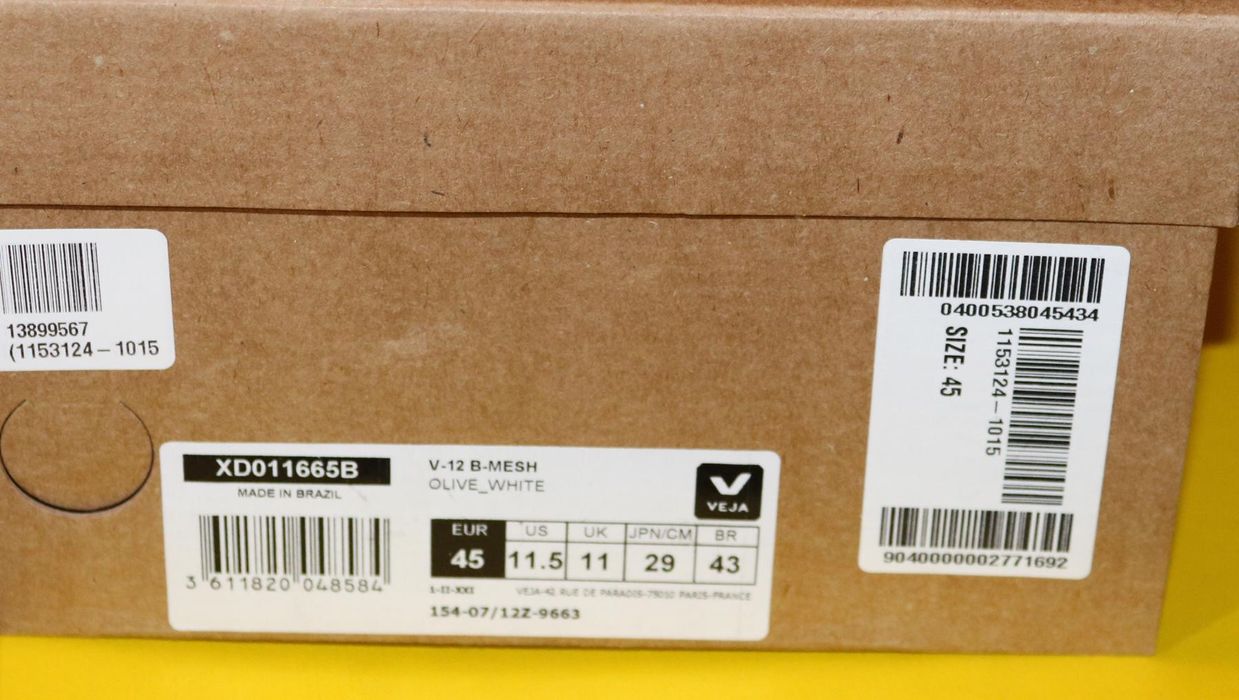 13899567
(1153124-1015
XD011665B
MADE IN BRAZIL
3 611820 048584
V-12 B-MESH
OLIVE_WHITE
VEJA
EUR US UK JPN/CM BR
45 11.5 11 29 43
1-II-XXI VEJA-42 RUE DE PARADIS-75010 PARIS-FRANCE
154-07/12Z-9663
0400538045434
SIZE: 45
1153124-1015
9040000002771692